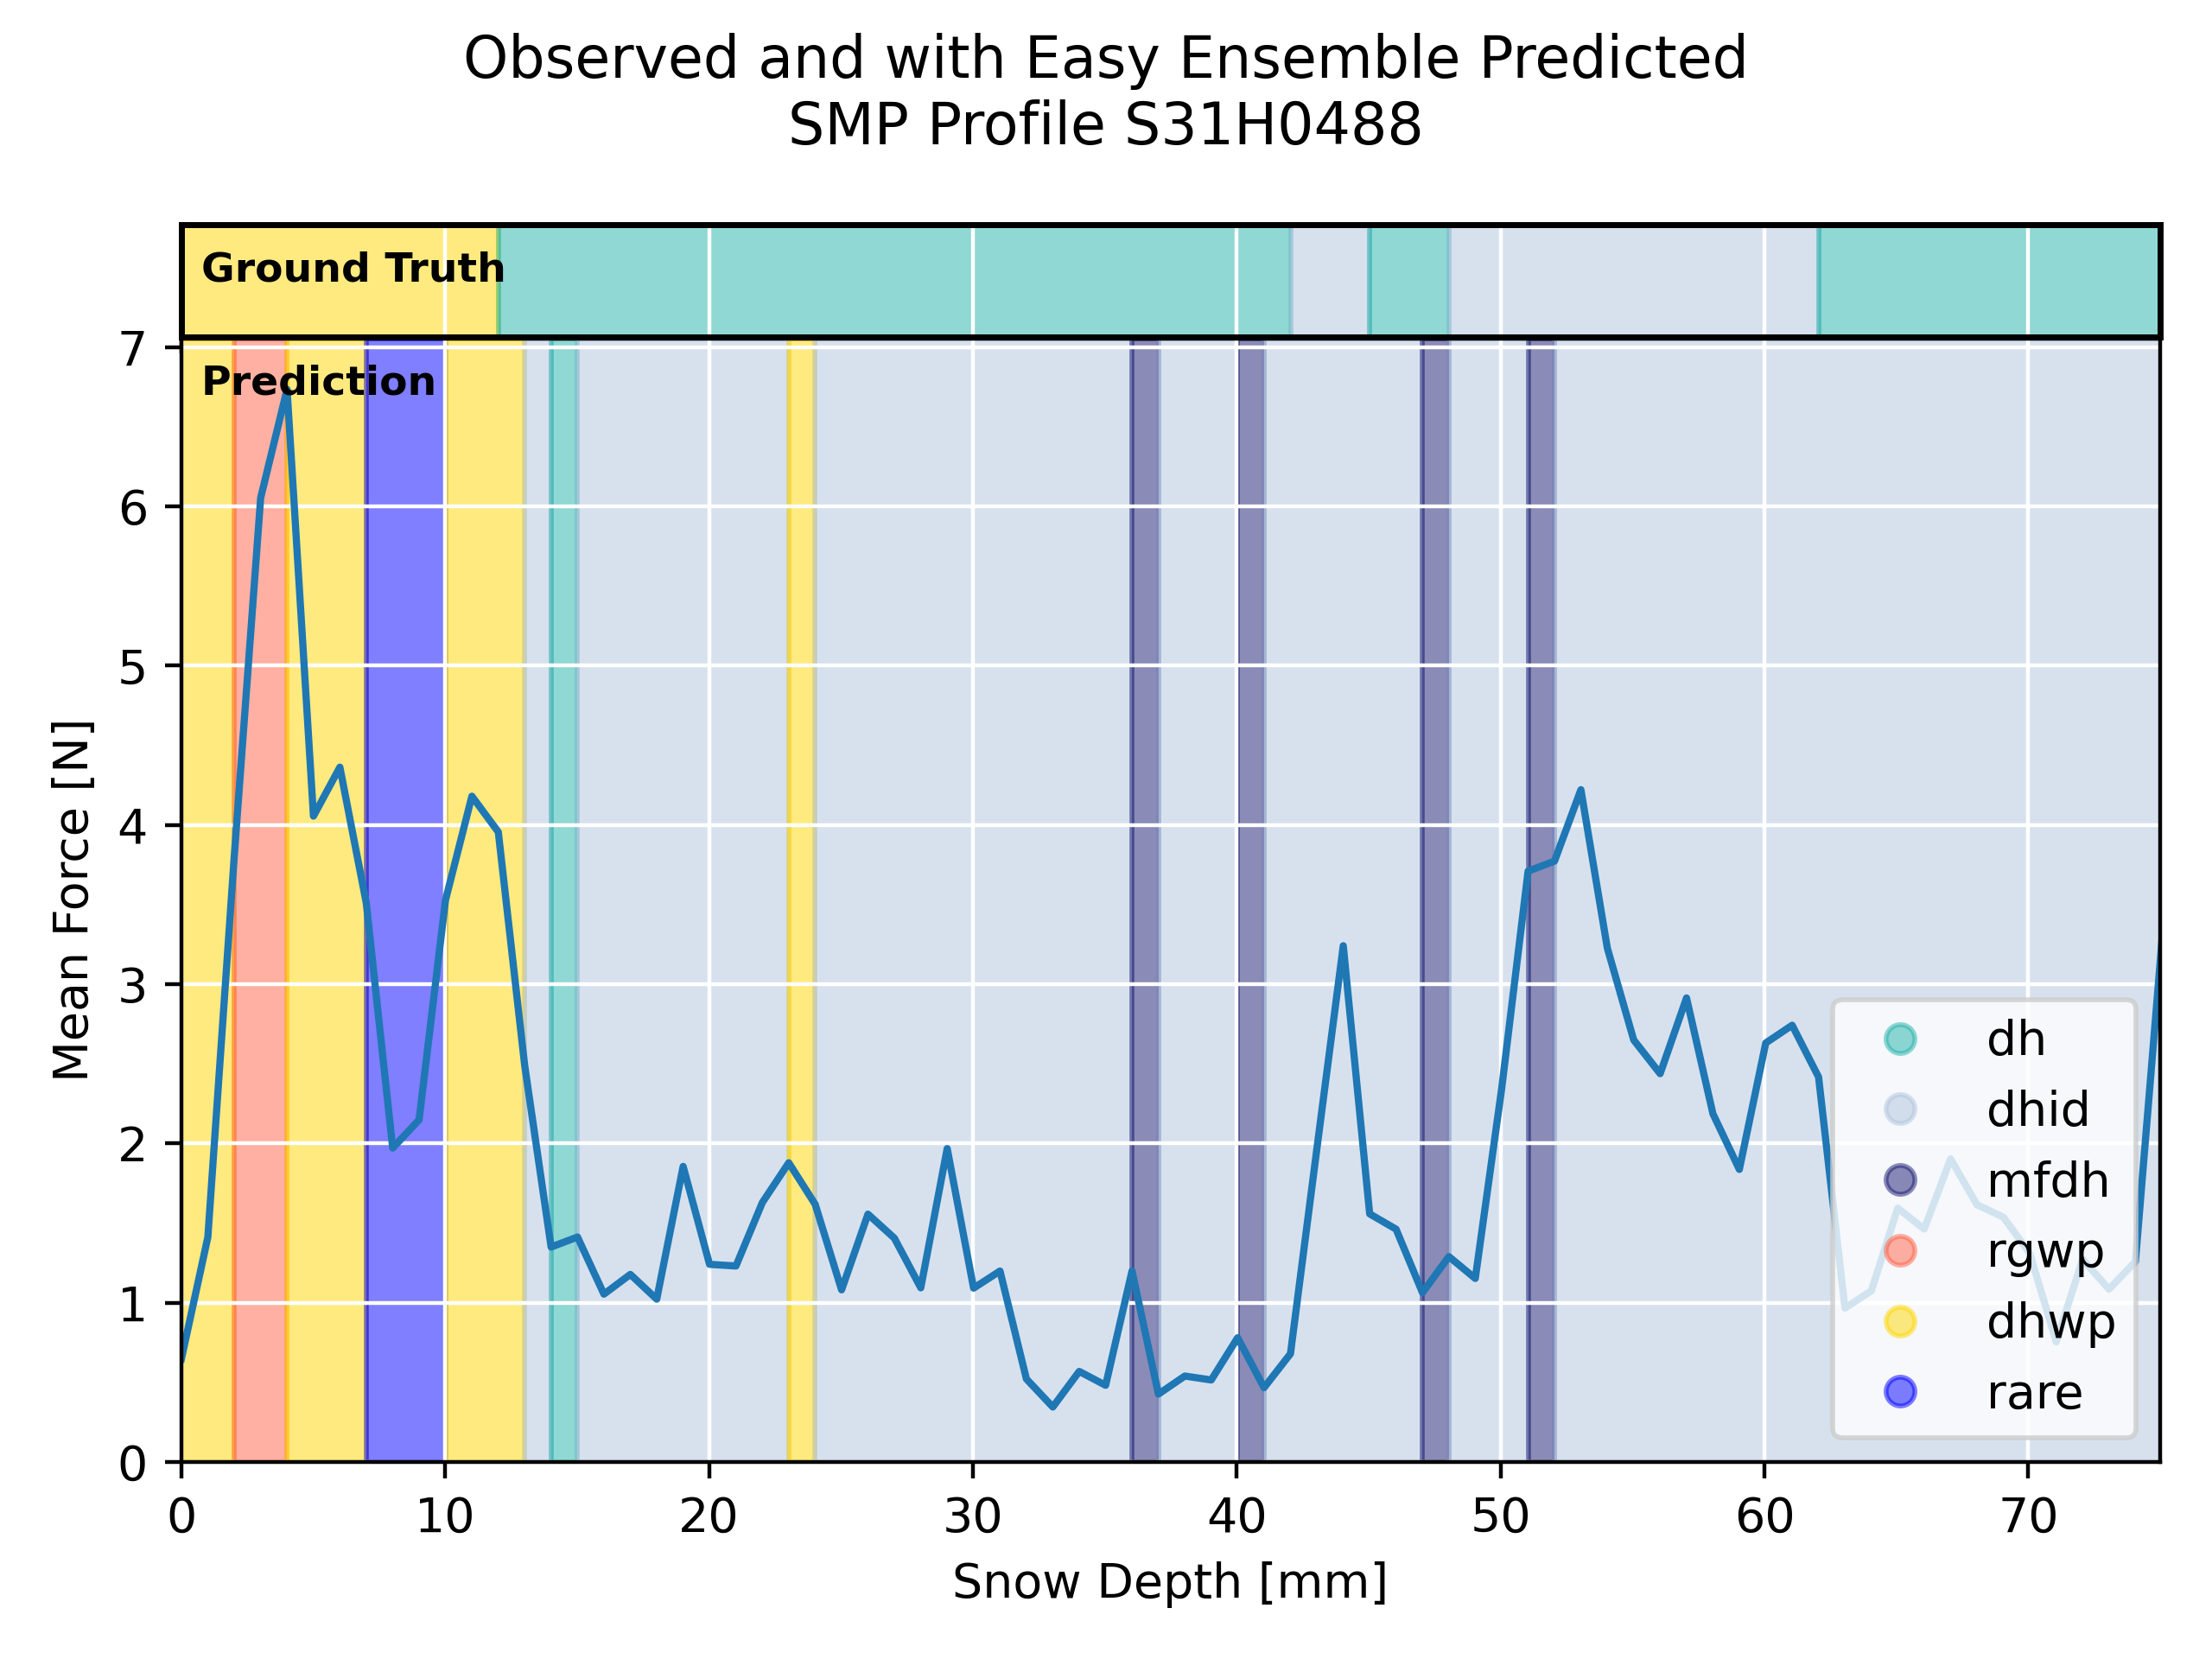 Observed and with Easy Ensemble Predicted
SMP Profile S31H0488
Ground Truth
Prediction
7
6
5
4
3
2
1
0
Mean Force [N]
dh
dhid
mfdh
rgwp
dhwp
rare
0 10 20 30 40 50 60 70
Snow Depth [mm]